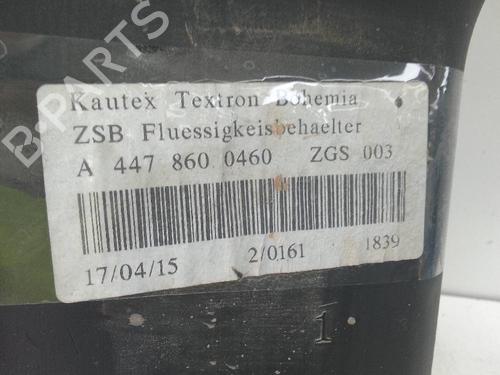 B-PARTS
Kautex Textron Bohemia
ZSB Fluessigkeisbehaelter
A 447 860 0460 ZGS 003
17/04/15 2/0161 1839
1